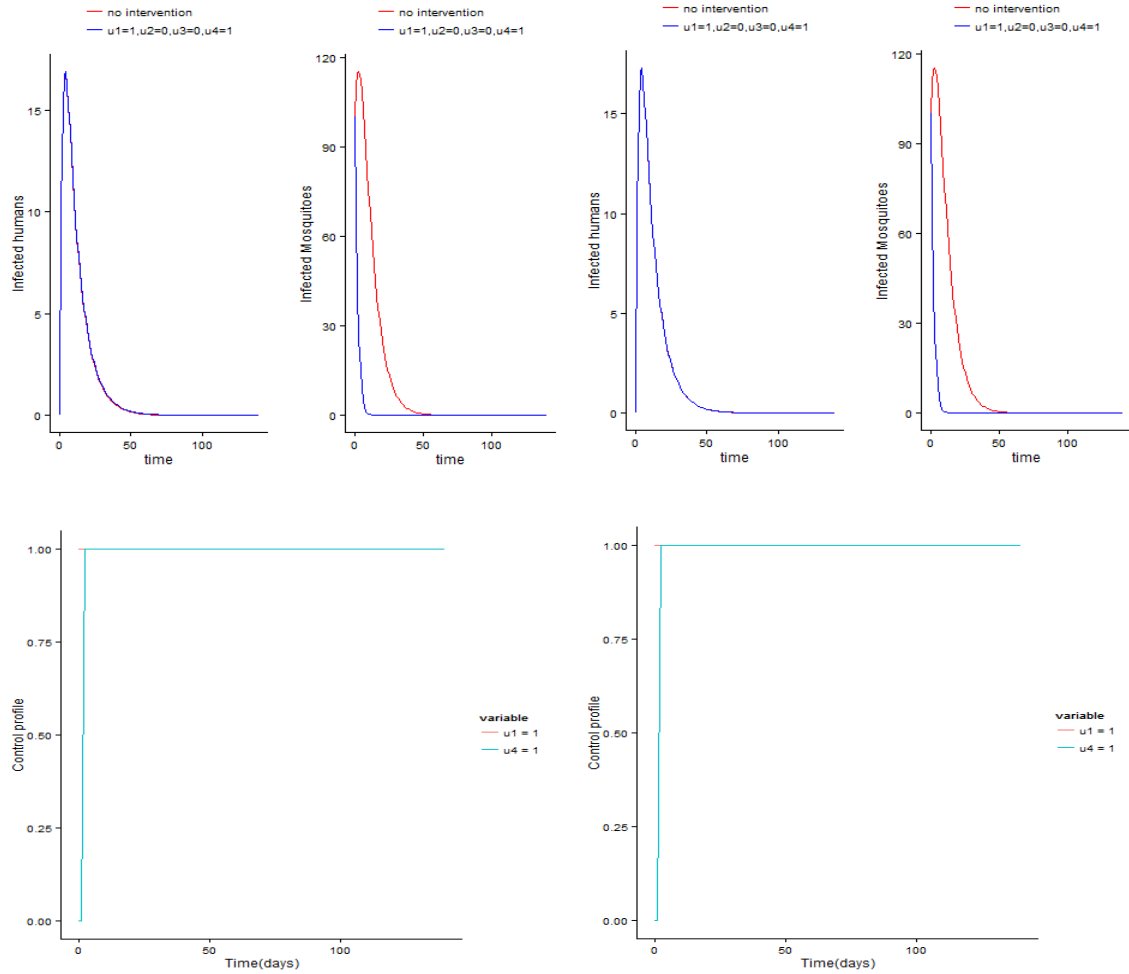 no intervention
u1=1,u2=0,u3=0,u4=1
Infected humans
15
10
5
0
0
50
100
time
no intervention
u1=1,u2=0,u3=0,u4=1
Infected Mosquitoes
120
90
60
30
0
0
50
100
time
no intervention
u1=1,u2=0,u3=0,u4=1
Infected humans
15
10
5
0
0
50
100
time
no intervention
u1=1,u2=0,u3=0,u4=1
Infected Mosquitoes
120
90
60
30
0
0
50
100
time
Control profile
1.00
0.75
0.50
0.25
0.00
0
50
100
Time(days)
variable
u1 = 1
u4 = 1
Control profile
1.00
0.75
0.50
0.25
0.00
0
50
100
Time(days)
variable
u1 = 1
u4 = 1